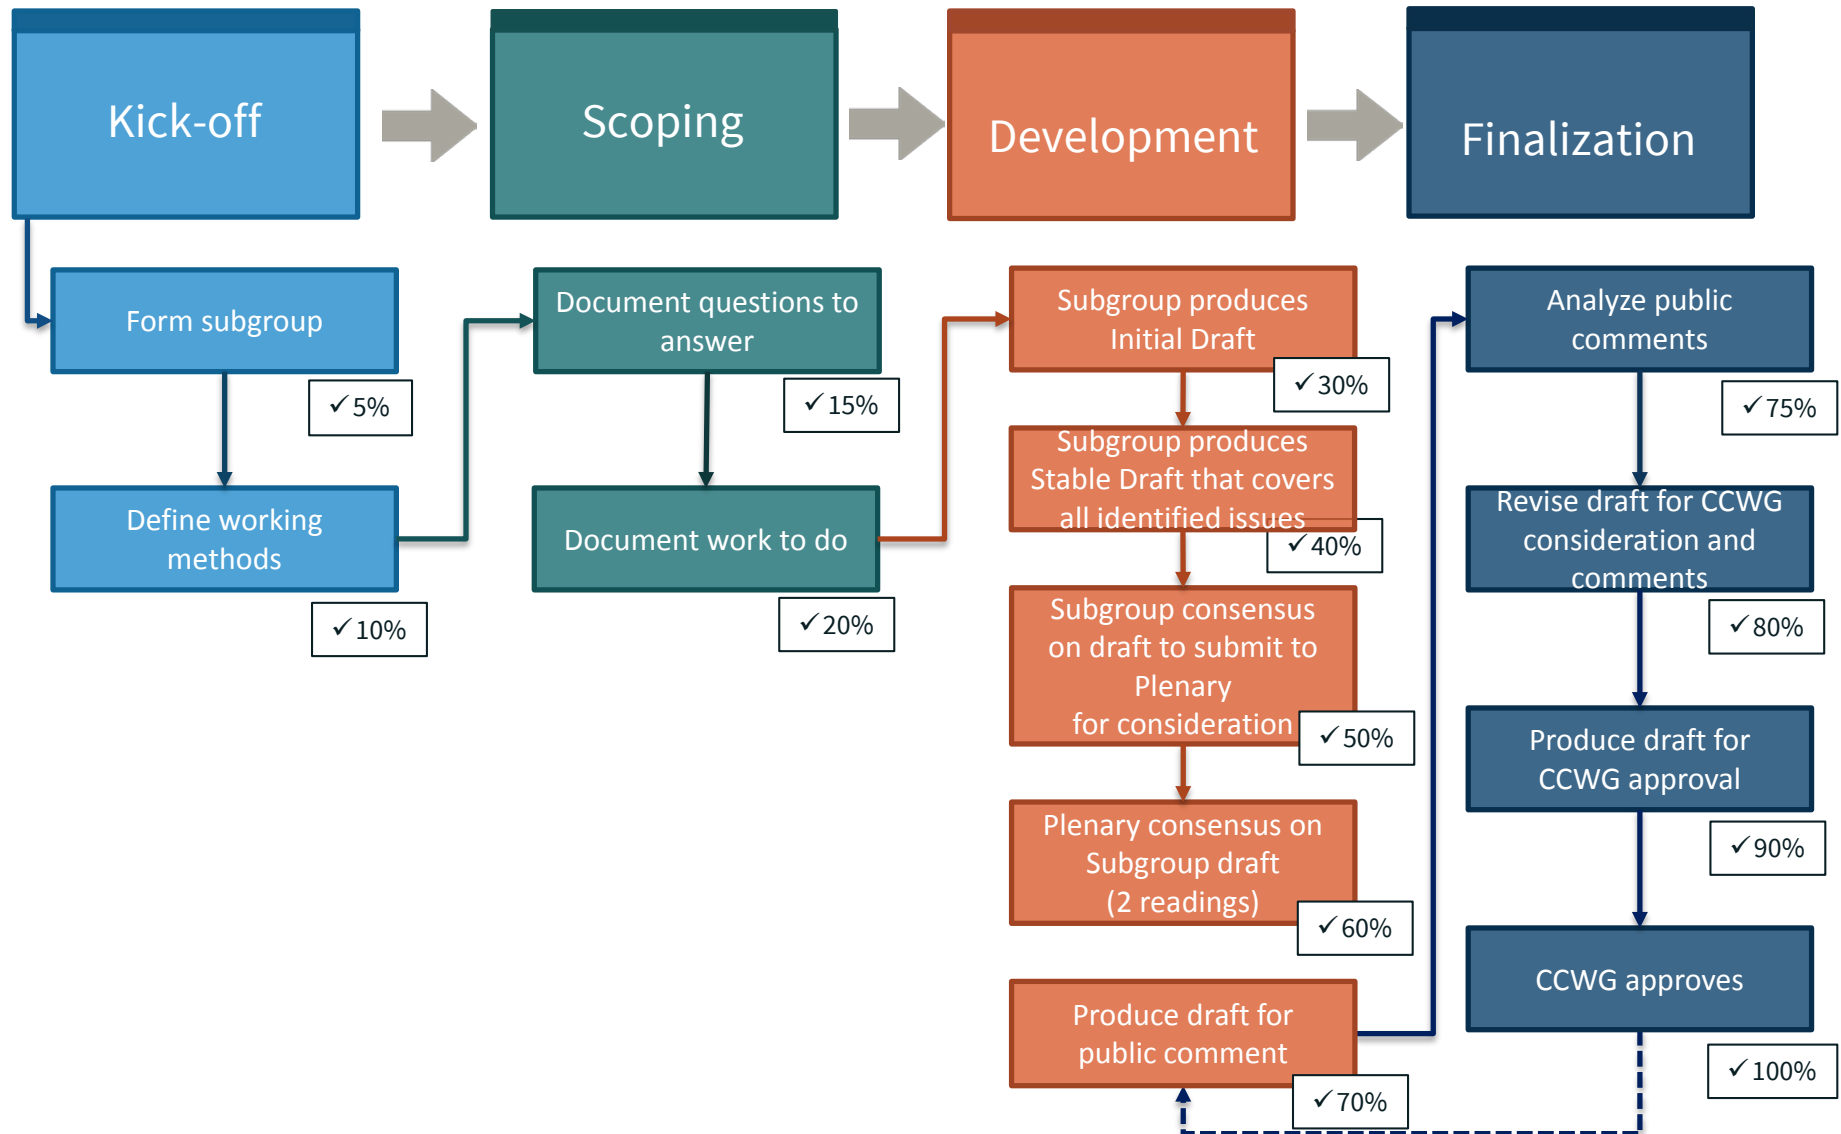 Kick-off
Scoping
Development
Finalization
Form subgroup
✓5%
Define working
methods
✓10%
Document questions to
answer
✓15%
Document work to do
✓20%
Subgroup produces
Initial Draft
✓30%
Subgroup produces
Stable Draft that covers
all identified issues
✓40%
Subgroup consensus
on draft to submit to
Plenary
for consideration
✓50%
Plenary consensus on
Subgroup draft
(2 readings)
✓60%
Produce draft for
public comment
✓70%
Analyze public
comments
✓75%
Revise draft for CCWG
consideration and
comments
✓80%
Produce draft for
CCWG approval
✓90%
CCWG approves
✓100%